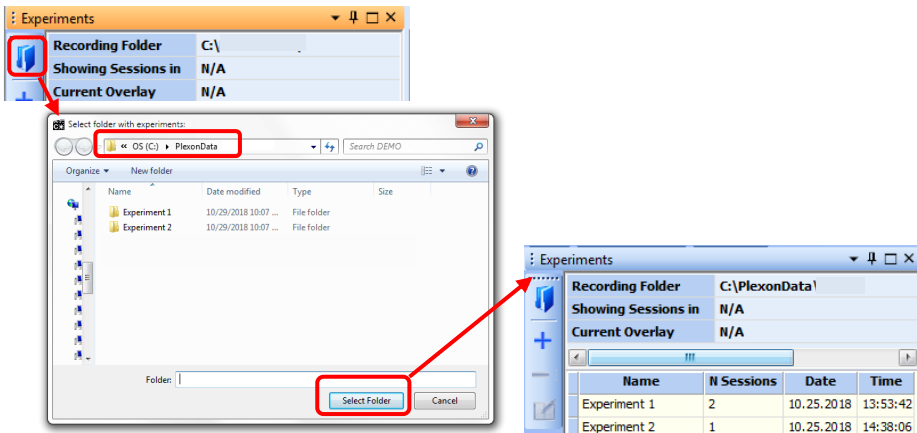 Experiments
Recording Folder C:\
Showing Sessions in N/A
Current Overlay N/A
Select folder with experiments:
« OS (C:) ▸ PlexonData
Search DEMO
Organize ▾ New folder
Name Date modified Type Size
Experiment 1 10/29/2018 10:07 ... File folder
Experiment 2 10/29/2018 10:07 ... File folder
Folder:
Select Folder Cancel
Experiments
Recording Folder C:\PlexonData\
Showing Sessions in N/A
Current Overlay N/A
Name N Sessions Date Time
Experiment 1 2 10.25.2018 13:53:42
Experiment 2 1 10.25.2018 14:38:06